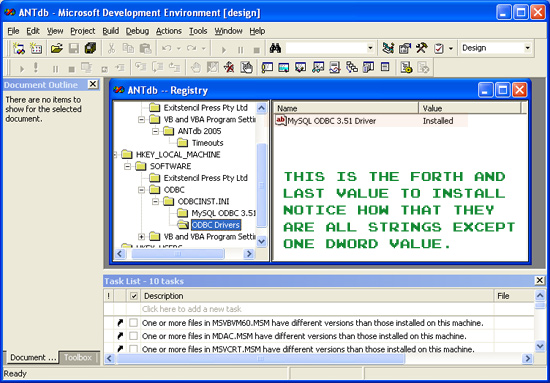 ANTdb - Microsoft Development Environment [design]
File Edit View Project Build Debug Actions Tools Window Help
Design
Document Outline
There are no items to
show for the selected
document.
ANTdb -- Registry
Exitstencil Press Pty Ltd
VB and VBA Program Settin
ANTdb 2005
Timeouts
HKEY_LOCAL_MACHINE
SOFTWARE
Exitstencil Press Pty Ltd
ODBC
ODBCINST.INI
MySQL ODBC 3.51
ODBC Drivers
VB and VBA Program Settin
HKEY_USERS
Name Value
ab MySQL ODBC 3.51 Driver Installed
THIS IS THE FORTH AND
LAST VALUE TO INSTALL
NOTICE HOW THAT THEY
ARE ALL STRINGS EXCEPT
ONE DWORD VALUE.
Task List - 10 tasks
! Description File
Click here to add a new task
One or more files in MSVBVM60.MSM have different versions than those installed on this machine.
One or more files in MDAC.MSM have different versions than those installed on this machine.
One or more files in MSVCRT.MSM have different versions than those installed on this machine.
Document ... Toolbox
Ready